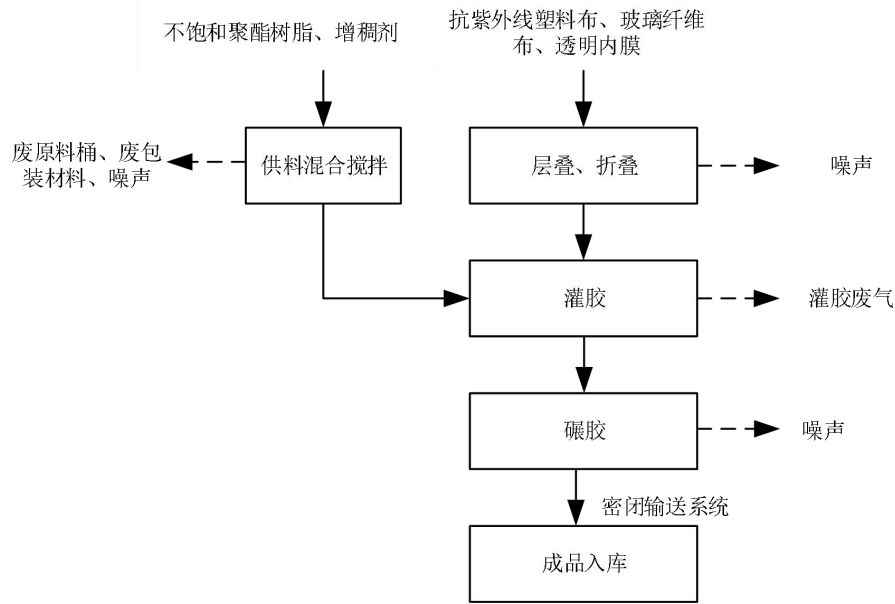 不饱和聚酯树脂、增稠剂
抗紫外线塑料布、玻璃纤维
布、透明内膜
废原料桶、废包
装材料、噪声
供料混合搅拌
层叠、折叠
噪声
灌胶
灌胶废气
碾胶
噪声
密闭输送系统
成品入库